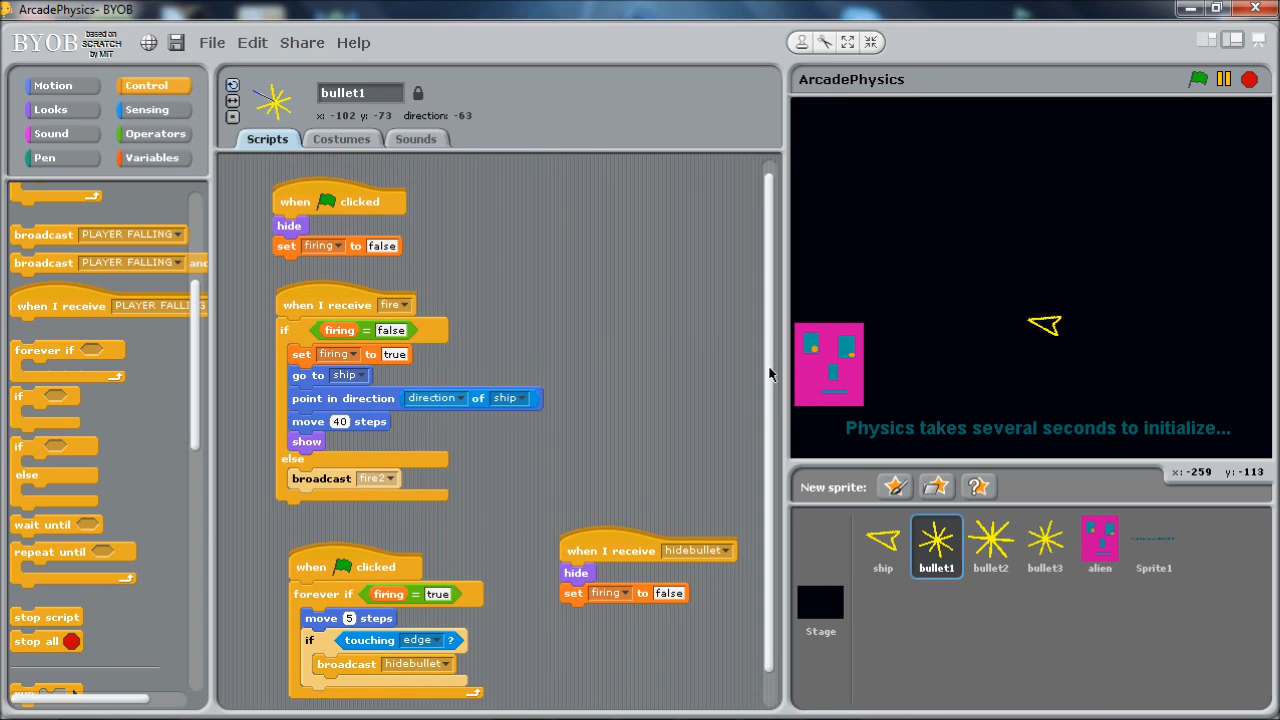 ArcadePhysics- BYOB
BYOB
based on
SCRATCH
by MIT
File Edit Share Help
Motion Control
Looks Sensing
Sound Operators
Pen Variables
broadcast PLAYER FALLING
broadcast PLAYER FALLING and
when I receive PLAYER FALLING
forever if
if
if
else
wait until
repeat until
stop script
stop all
bullet1
x: -102 y: -73 direction: -63
Scripts Costumes Sounds
when clicked
hide
set firing to false
when I receive fire
if firing = false
set firing to true
go to ship
point in direction direction of ship
move 40 steps
show
else
broadcast fire2
when clicked
forever if firing = true
move 5 steps
if touching edge ?
broadcast hidebullet
when I receive hidebullet
hide
set firing to false
ArcadePhysics
Physics takes several seconds to initialize...
x: -259 y: -113
New sprite:
ship bullet1 bullet2 bullet3 alien Sprite1
Stage